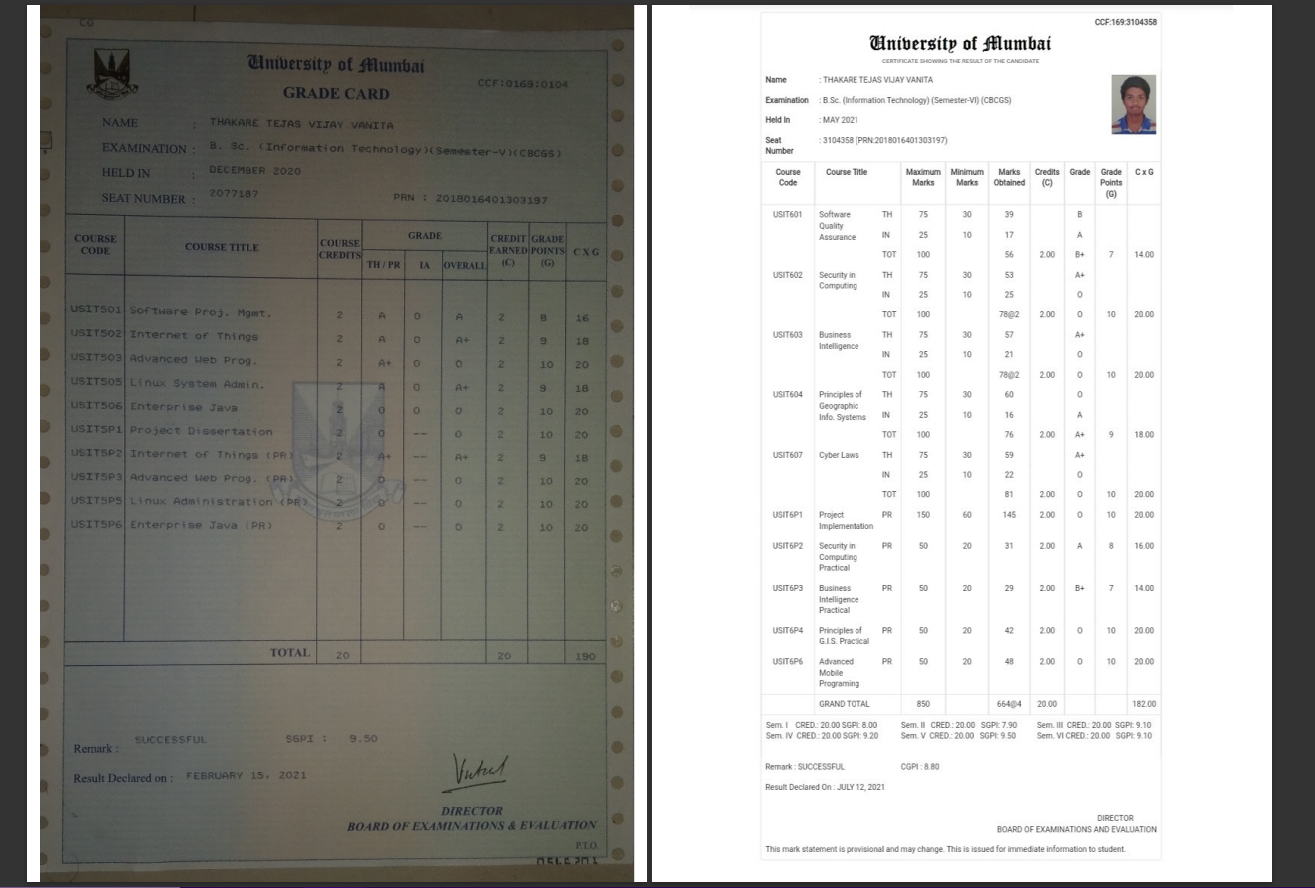 CO
University of Mumbai
CCF:0169:0104
GRADE CARD
NAME : THAKARE TEJAS VIJAY VANITA
EXAMINATION : B. Sc. (Information Technology)(Semester-V)(CBCGS)
HELD IN : DECEMBER 2020
SEAT NUMBER : 2077187 PRN : 2018016401303197
COURSE CODE COURSE TITLE COURSE CREDITS GRADE CREDIT EARNED (C) GRADE POINTS (G) C X G
TH / PR IA OVERALL
USIT501 Software Proj. Mgmt. 2 A O A 2 8 16
USIT502 Internet of Things 2 A O A+ 2 9 18
USIT503 Advanced Web Prog. 2 A+ O O 2 10 20
USIT505 Linux System Admin. 2 A O A+ 2 9 18
USIT506 Enterprise Java 2 O O O 2 10 20
USIT5P1 Project Dissertation 2 O -- O 2 10 20
USIT5P2 Internet of Things (PR) 2 A+ -- A+ 2 9 18
USIT5P3 Advanced Web Prog. (PR) 2 O -- O 2 10 20
USIT5P5 Linux Administration (PR) 2 O -- O 2 10 20
USIT5P6 Enterprise Java (PR) 2 O -- O 2 10 20
TOTAL 20 20 190
Remark : SUCCESSFUL SGPI : 9.50
Result Declared on : FEBRUARY 15, 2021
DIRECTOR
BOARD OF EXAMINATIONS & EVALUATION
P.T.O.
CCF:169:3104358
University of Mumbai
CERTIFICATE SHOWING THE RESULT OF THE CANDIDATE
Name : THAKARE TEJAS VIJAY VANITA
Examination : B.Sc. (Information Technology) (Semester-VI) (CBCGS)
Held In : MAY 2021
Seat Number : 3104358 (PRN:2018016401303197)
Course Code Course Title Maximum Marks Minimum Marks Marks Obtained Credits (C) Grade Grade Points (G) C x G
USIT601 Software Quality Assurance TH 75 30 39 B
IN 25 10 17 A
TOT 100 56 2.00 B+ 7 14.00
USIT602 Security in Computing TH 75 30 53 A+
IN 25 10 25 O
TOT 100 78@2 2.00 O 10 20.00
USIT603 Business Intelligence TH 75 30 57 A+
IN 25 10 21 O
TOT 100 78@2 2.00 O 10 20.00
USIT604 Principles of Geographic Info. Systems TH 75 30 60 O
IN 25 10 16 A
TOT 100 76 2.00 A+ 9 18.00
USIT607 Cyber Laws TH 75 30 59 A+
IN 25 10 22 O
TOT 100 81 2.00 O 10 20.00
USIT6P1 Project Implementation PR 150 60 145 2.00 O 10 20.00
USIT6P2 Security in Computing Practical PR 50 20 31 2.00 A 8 16.00
USIT6P3 Business Intelligence Practical PR 50 20 29 2.00 B+ 7 14.00
USIT6P4 Principles of G.I.S. Practical PR 50 20 42 2.00 O 10 20.00
USIT6P6 Advanced Mobile Programing PR 50 20 48 2.00 O 10 20.00
GRAND TOTAL 850 664@4 20.00 182.00
Sem. I CRED.: 20.00 SGPI: 8.00 Sem. II CRED.: 20.00 SGPI: 7.90 Sem. III CRED.: 20.00 SGPI: 9.10
Sem. IV CRED.: 20.00 SGPI: 9.20 Sem. V CRED.: 20.00 SGPI: 9.50 Sem. VI CRED.: 20.00 SGPI: 9.10
Remark : SUCCESSFUL CGPI : 8.80
Result Declared On : JULY 12, 2021
DIRECTOR
BOARD OF EXAMINATIONS AND EVALUATION
This mark statement is provisional and may change. This is issued for immediate information to student.